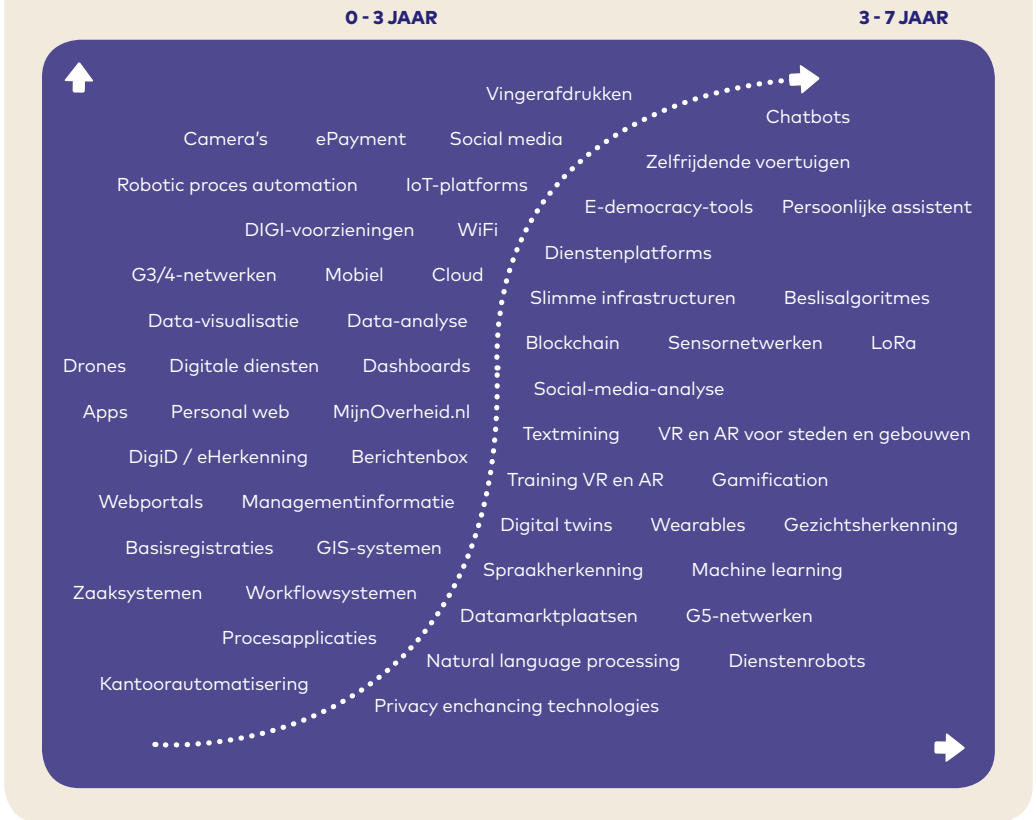 0 - 3 JAAR 3 - 7 JAAR
Vingerafdrukken
Chatbots
Camera's ePayment Social media
Zelfrijdende voertuigen
Robotic proces automation IoT-platforms
E-democracy-tools Persoonlijke assistent
DIGI-voorzieningen WiFi
Dienstenplatforms
G3/4-netwerken Mobiel Cloud
Slimme infrastructuren Beslisalgoritmes
Data-visualisatie Data-analyse
Blockchain Sensornetwerken LoRa
Drones Digitale diensten Dashboards
Social-media-analyse
Apps Personal web MijnOverheid.nl
Textmining VR en AR voor steden en gebouwen
DigiD / eHerkenning Berichtenbox
Training VR en AR Gamification
Webportals Managementinformatie
Digital twins Wearables Gezichtsherkenning
Basisregistraties GIS-systemen
Spraakherkenning Machine learning
Zaaksystemen Workflowsystemen
Datamarktplaatsen G5-netwerken
Procesapplicaties
Natural language processing Dienstenrobots
Kantoorautomatisering
Privacy enchancing technologies